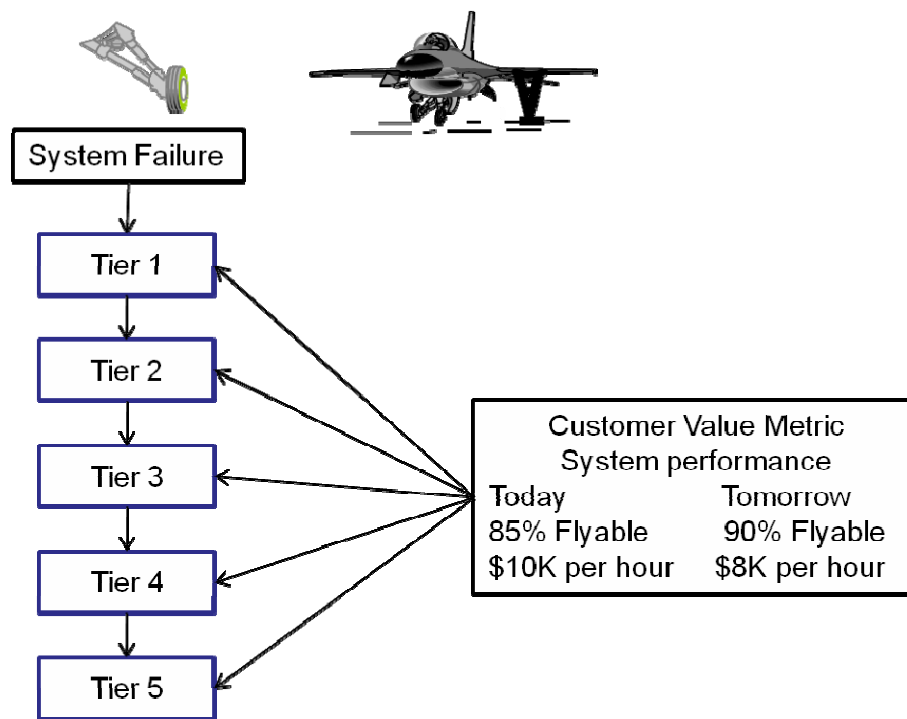 System Failure
Tier 1
Tier 2
Tier 3
Tier 4
Tier 5
Customer Value Metric
System performance
Today Tomorrow
85% Flyable 90% Flyable
$10K per hour $8K per hour